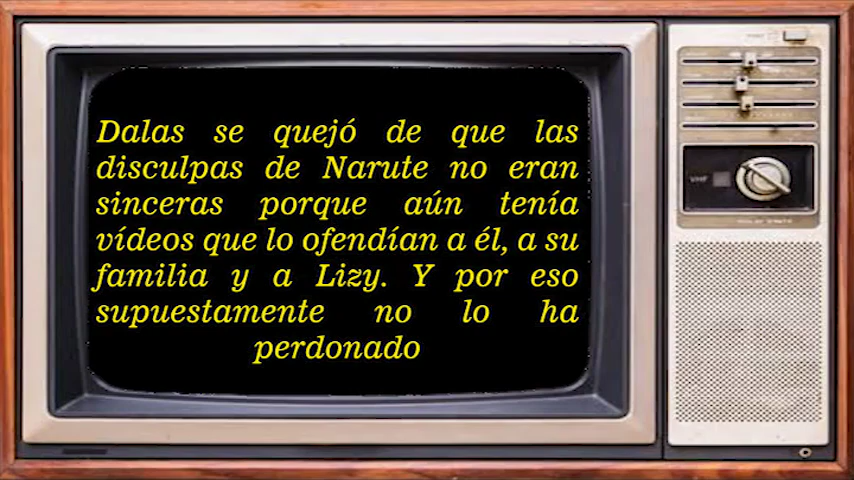 Dalas se quejó de que las
disculpas de Narute no eran
sinceras porque aún tenía
vídeos que lo ofendían a él, a su
familia y a Lizy. Y por eso
supuestamente no lo ha
perdonado
VHF